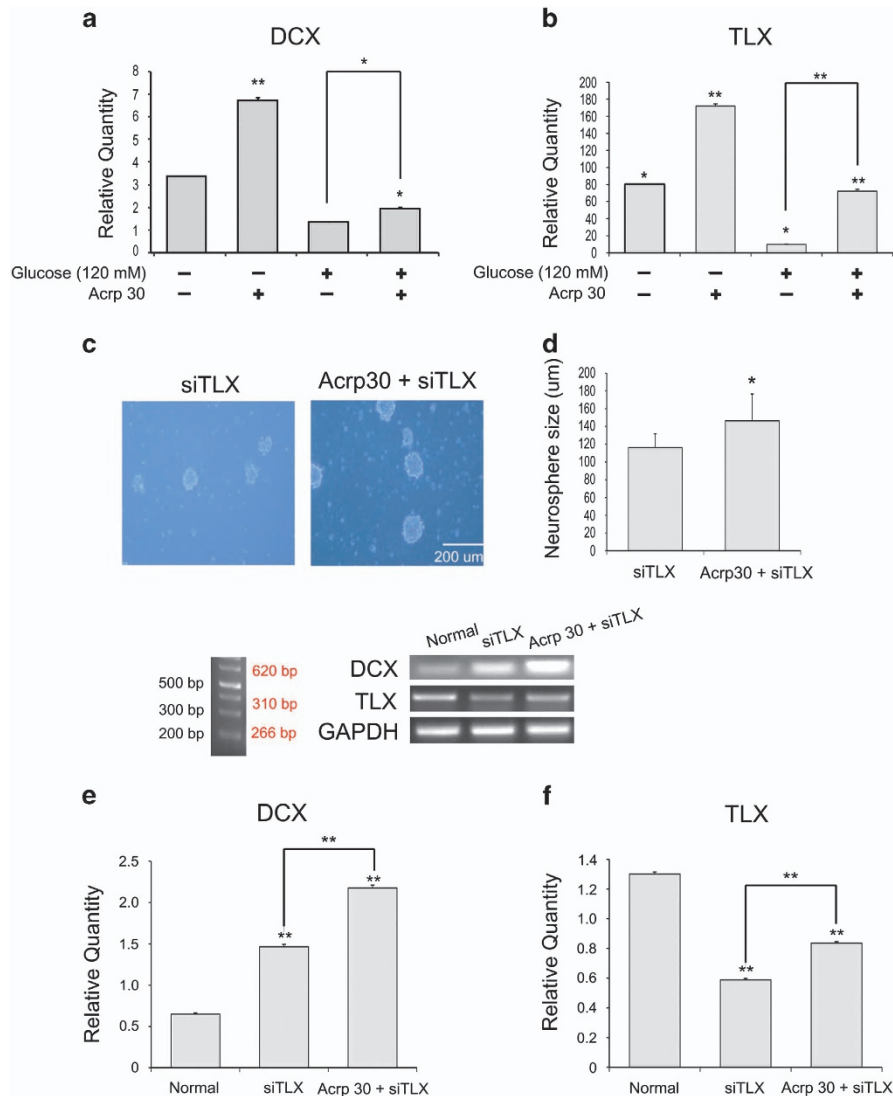 a
DCX
Relative Quantity
8
7
6
5
4
3
2
1
0
**
*
*
Glucose (120 mM) − − + +
Acrp 30 − + − +
b
TLX
Relative Quantity
200
180
160
140
120
100
80
60
40
20
0
*
**
*
**
**
Glucose (120 mM) − − + +
Acrp 30 − + − +
c
siTLX
Acrp30 + siTLX
200 um
d
Neurosphere size (um)
200
180
160
140
120
100
80
60
40
20
0
*
siTLX Acrp30 + siTLX
500 bp
300 bp
200 bp
620 bp
310 bp
266 bp
Normal siTLX Acrp 30 + siTLX
DCX
TLX
GAPDH
e
DCX
Relative Quantity
2.5
2.0
1.5
1.0
0.5
0
**
**
**
Normal siTLX Acrp 30 + siTLX
f
TLX
Relative Quantity
1.4
1.2
1.0
0.8
0.6
0.4
0.2
0
**
**
**
Normal siTLX Acrp 30 + siTLX